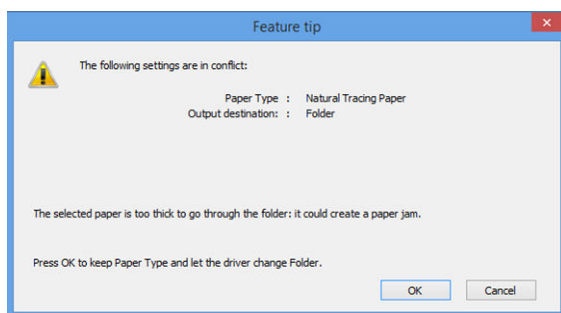 Feature tip
The following settings are in conflict:
Paper Type : Natural Tracing Paper
Output destination: : Folder
The selected paper is too thick to go through the folder: it could create a paper jam.
Press OK to keep Paper Type and let the driver change Folder.
OK Cancel